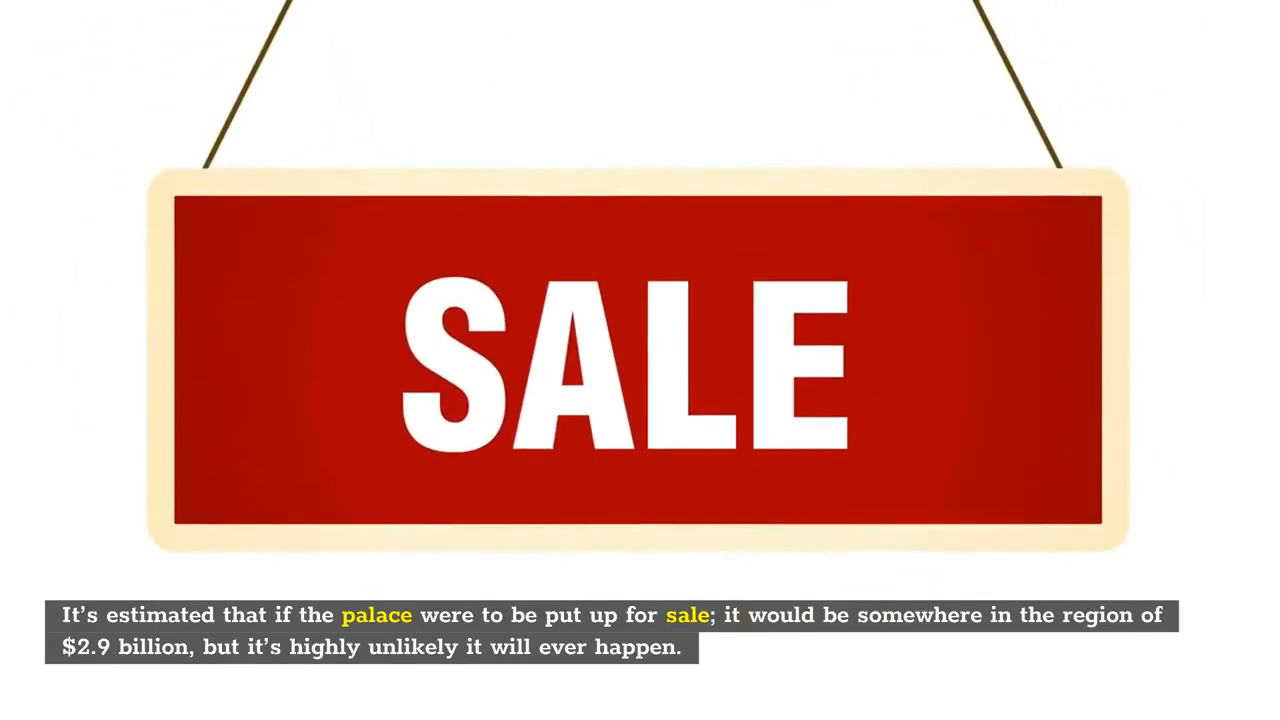 SALE
It’s estimated that if the palace were to be put up for sale; it would be somewhere in the region of
$2.9 billion, but it’s highly unlikely it will ever happen.